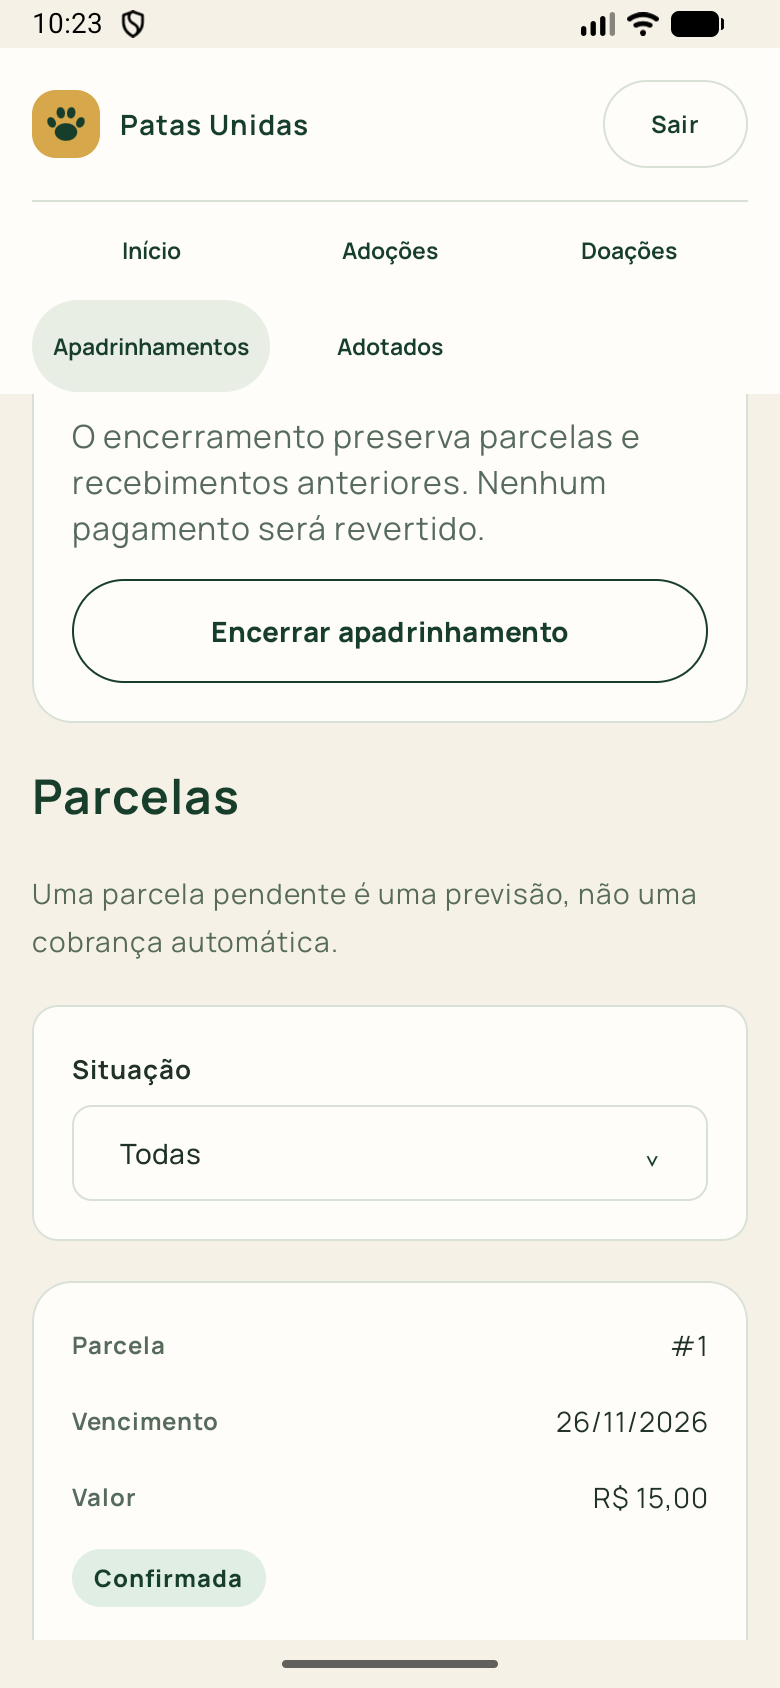 10:23
Patas Unidas
Sair
Início
Adoções
Doações
Apadrinhamentos
Adotados
O encerramento preserva parcelas e
recebimentos anteriores. Nenhum
pagamento será revertido.
Encerrar apadrinhamento
Parcelas
Uma parcela pendente é uma previsão, não uma
cobrança automática.
Situação
Todas
Parcela
#1
Vencimento
26/11/2026
Valor
R$ 15,00
Confirmada